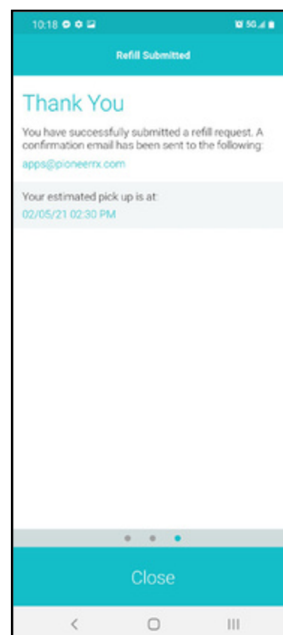 10:18
5G
Refill Submitted
Thank You
You have successfully submitted a refill request. A
confirmation email has been sent to the following:
apps@pioneerrx.com
Your estimated pick up is at:
02/05/21 02:30 PM
Close